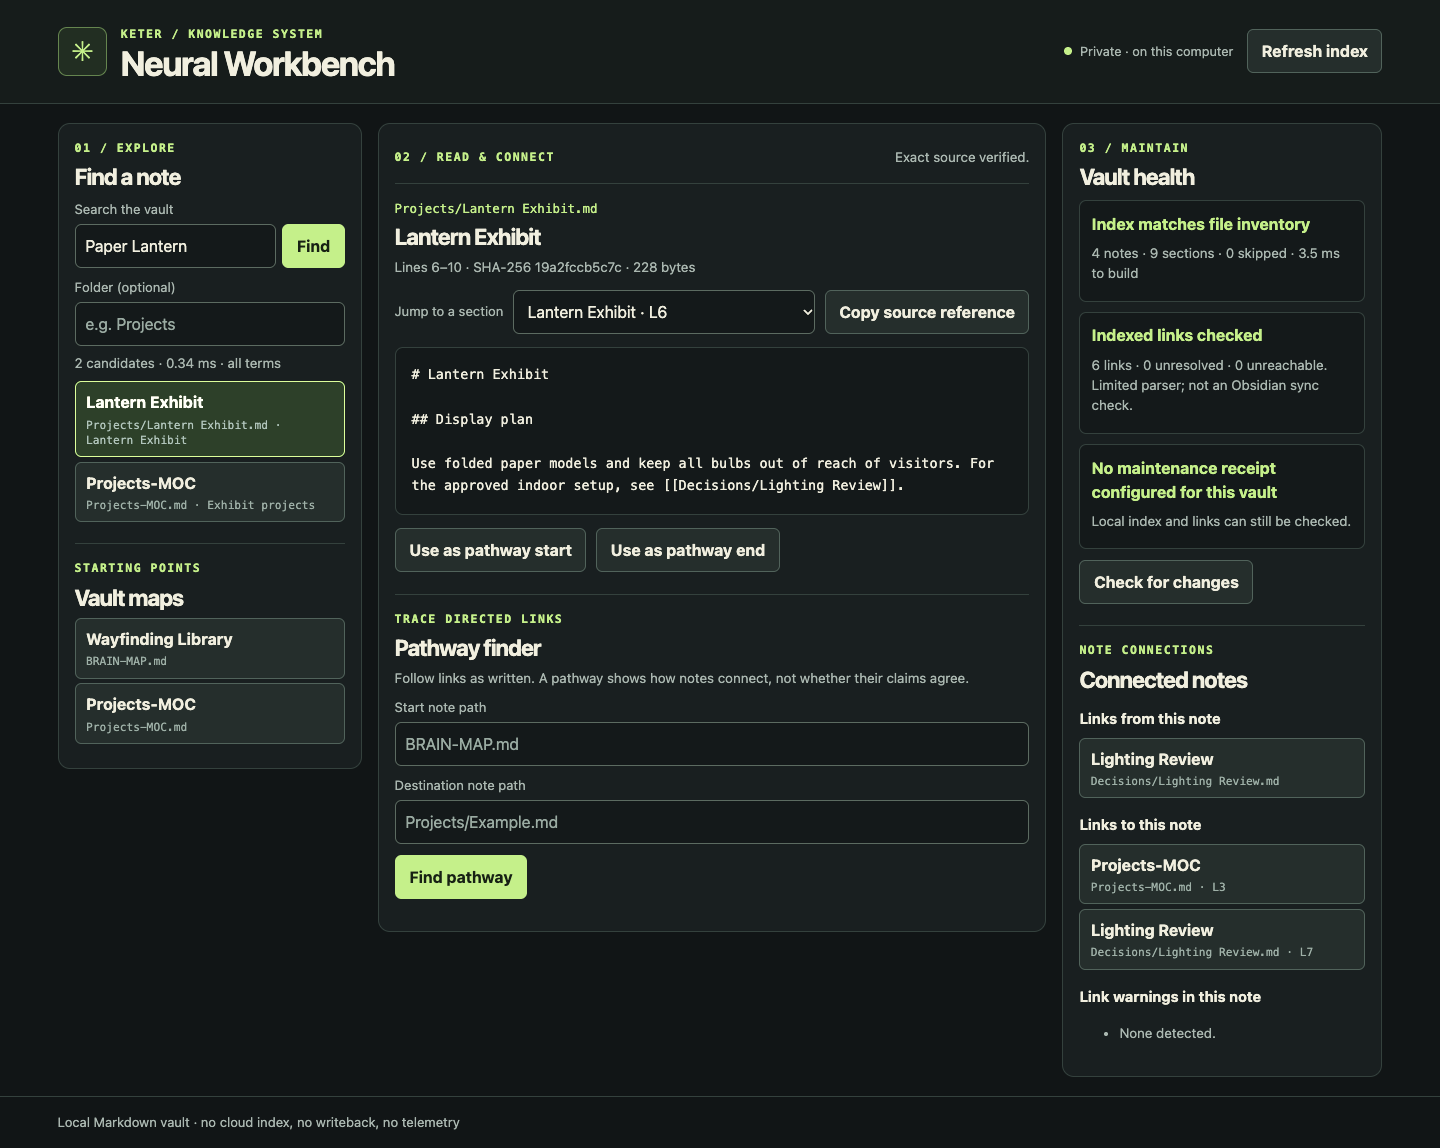 KETER / KNOWLEDGE SYSTEM
Neural Workbench
Private · on this computer
Refresh index
01 / EXPLORE
Find a note
Search the vault
Paper Lantern
Find
Folder (optional)
e.g. Projects
2 candidates · 0.34 ms · all terms
Lantern Exhibit
Projects/Lantern Exhibit.md ·
Lantern Exhibit
Projects-MOC
Projects-MOC.md · Exhibit projects
STARTING POINTS
Vault maps
Wayfinding Library
BRAIN-MAP.md
Projects-MOC
Projects-MOC.md
02 / READ & CONNECT
Exact source verified.
Projects/Lantern Exhibit.md
Lantern Exhibit
Lines 6–10 · SHA-256 19a2fccb5c7c · 228 bytes
Jump to a section
Lantern Exhibit · L6
Copy source reference
# Lantern Exhibit
## Display plan
Use folded paper models and keep all bulbs out of reach of visitors. For
the approved indoor setup, see [[Decisions/Lighting Review]].
Use as pathway start
Use as pathway end
TRACE DIRECTED LINKS
Pathway finder
Follow links as written. A pathway shows how notes connect, not whether their claims agree.
Start note path
BRAIN-MAP.md
Destination note path
Projects/Example.md
Find pathway
03 / MAINTAIN
Vault health
Index matches file inventory
4 notes · 9 sections · 0 skipped · 3.5 ms
to build
Indexed links checked
6 links · 0 unresolved · 0 unreachable.
Limited parser; not an Obsidian sync
check.
No maintenance receipt
configured for this vault
Local index and links can still be checked.
Check for changes
NOTE CONNECTIONS
Connected notes
Links from this note
Lighting Review
Decisions/Lighting Review.md
Links to this note
Projects-MOC
Projects-MOC.md · L3
Lighting Review
Decisions/Lighting Review.md · L7
Link warnings in this note
• None detected.
Local Markdown vault · no cloud index, no writeback, no telemetry